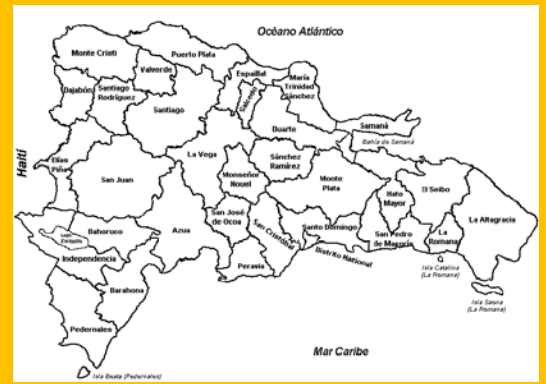 Océano Atlántico
Monte Cristi
Puerto Plata
Valverde
Espaillat
María
Trinidad
Sánchez
Dajabón
Santiago
Rodríguez
Salcedo
Santiago
Duarte
Samaná
Bahía de Samaná
Haití
La Vega
Elías
Piña
San Juan
Sánchez
Ramírez
Monseñor
Nouel
Monte
Plata
Hato
Mayor
El Seibo
La Altagracia
San José
de Ocoa
San Cristóbal
Santo Domingo
San Pedro
de Macorís
La
Romana
Azua
Bahoruco
Lago
Enriquillo
Independencia
Peravia
Distrito Nacional
Isla Catalina
(La Romana)
Isla Saona
(La Romana)
Barahona
Pedernales
Mar Caribe
Isla Beata (Pedernales)